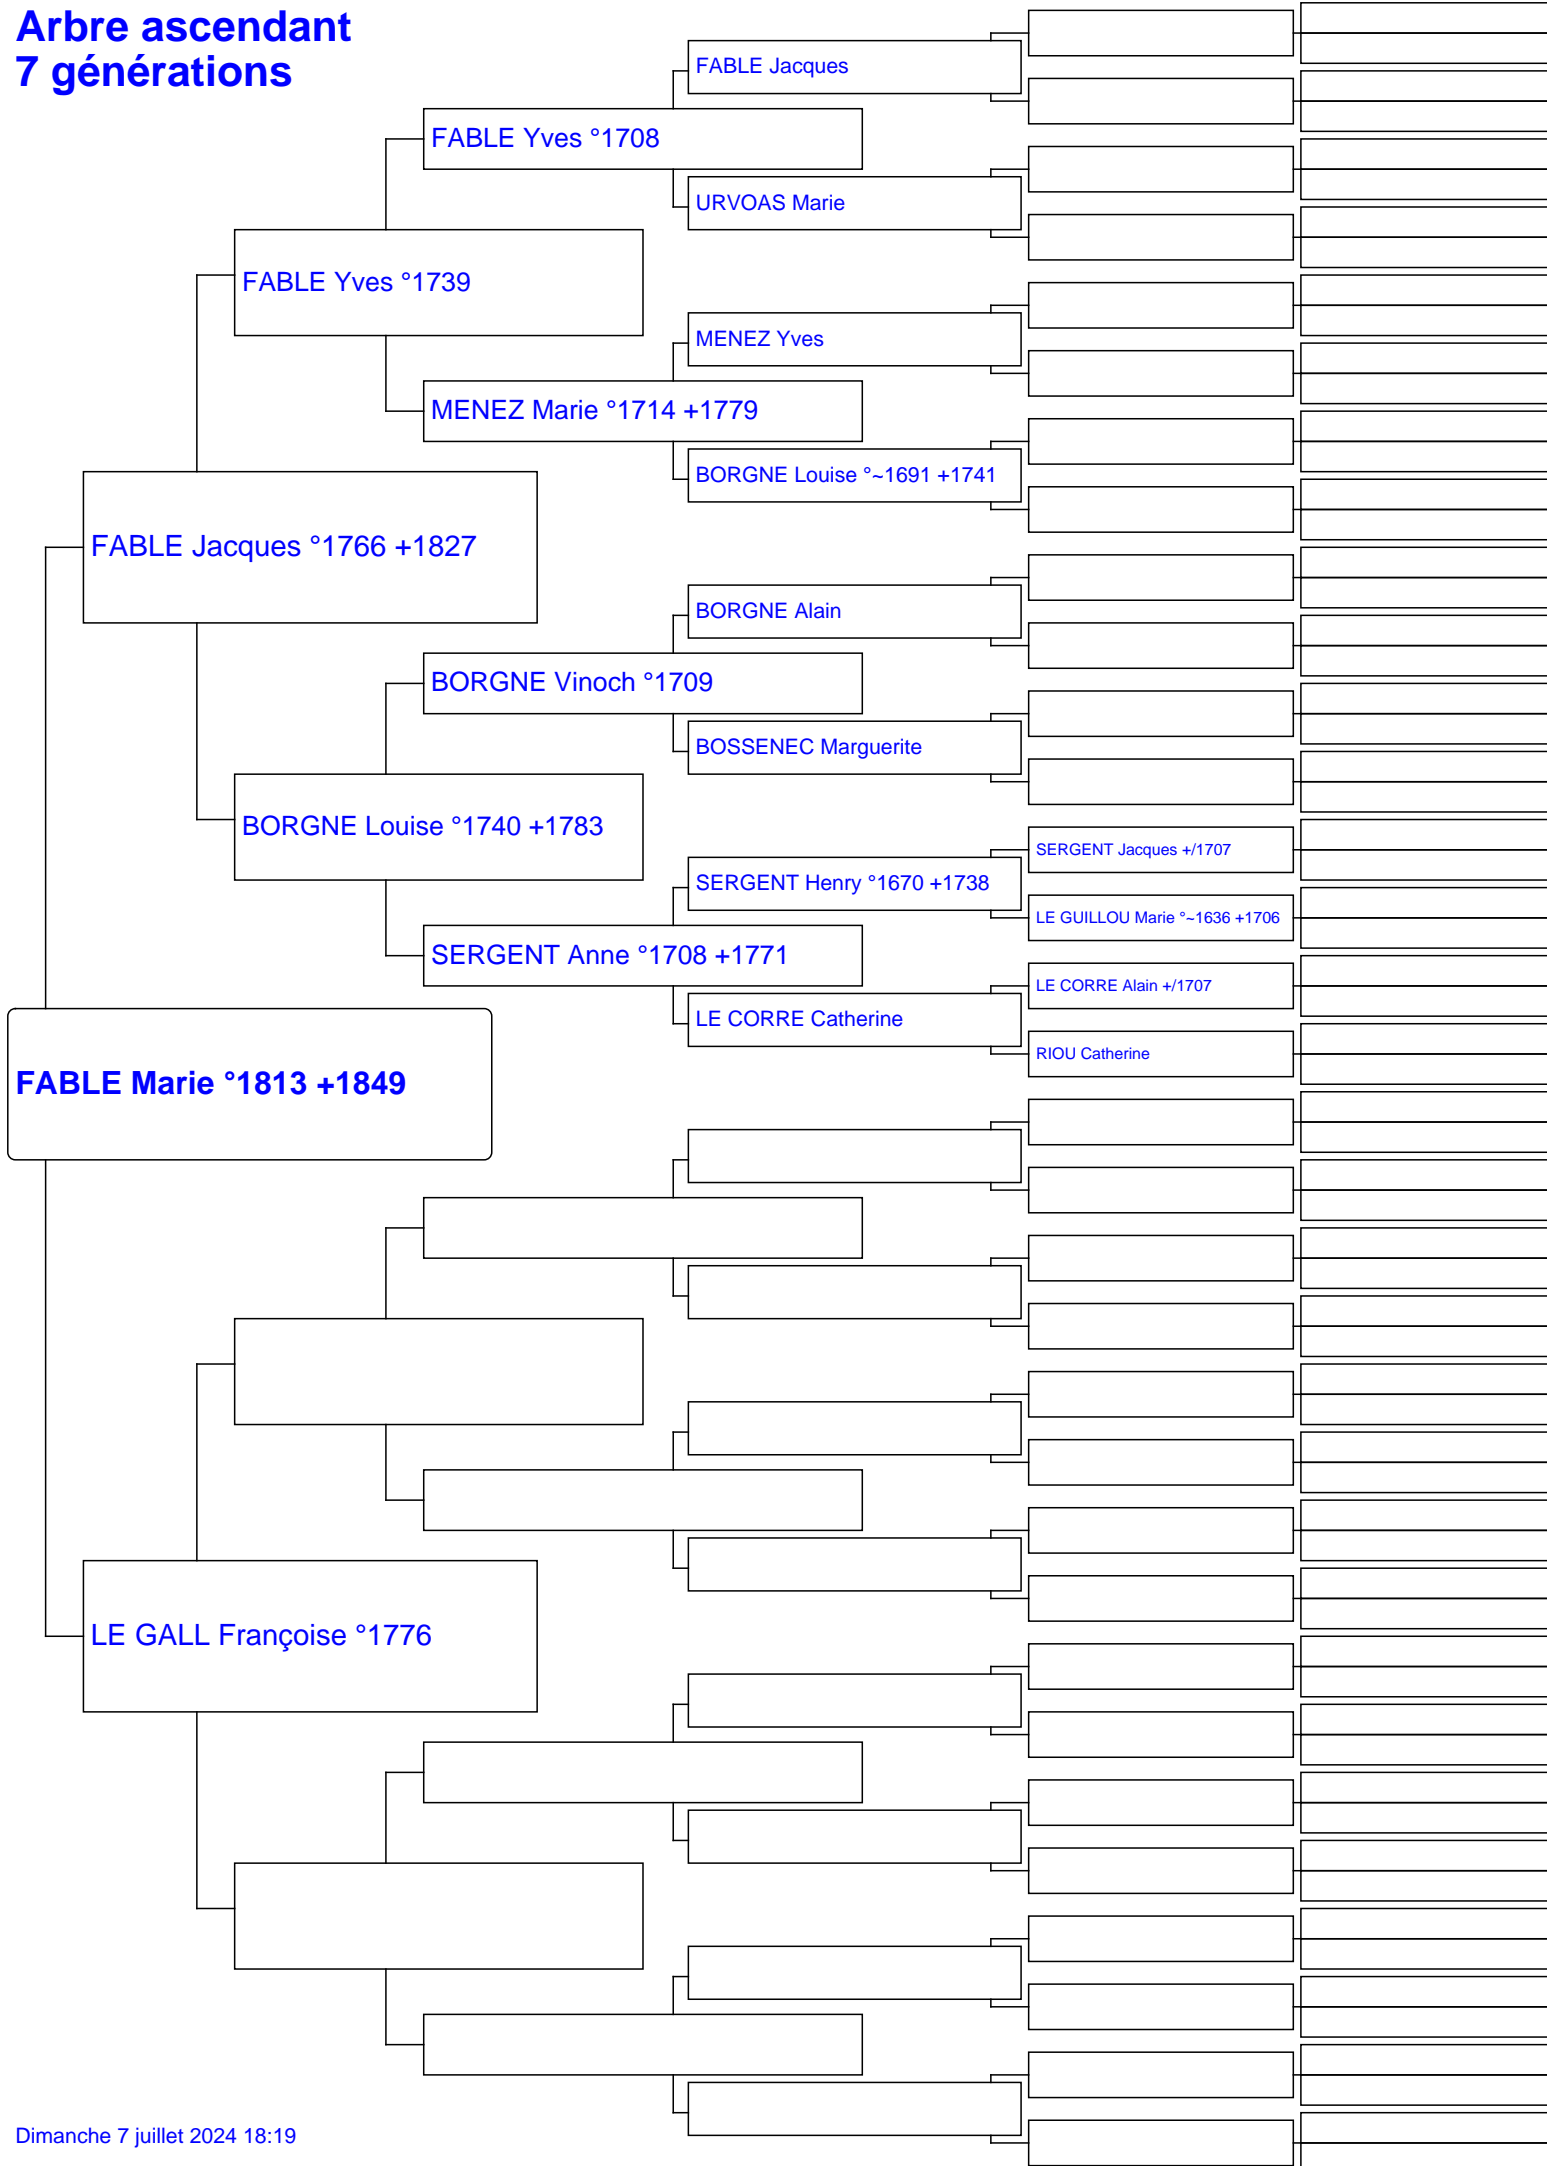 Arbre ascendant
7 générations
FABLE Jacques
FABLE Yves °1708
URVOAS Marie
FABLE Yves °1739
MENEZ Yves
MENEZ Marie °1714 +1779
BORGNE Louise °~1691 +1741
FABLE Jacques °1766 +1827
BORGNE Alain
BORGNE Vinoch °1709
BOSSENEC Marguerite
BORGNE Louise °1740 +1783
SERGENT Jacques +/1707
SERGENT Henry °1670 +1738
LE GUILLOU Marie °~1636 +1706
SERGENT Anne °1708 +1771
LE CORRE Alain +/1707
LE CORRE Catherine
RIOU Catherine
FABLE Marie °1813 +1849
LE GALL Françoise °1776
Dimanche 7 juillet 2024 18:19